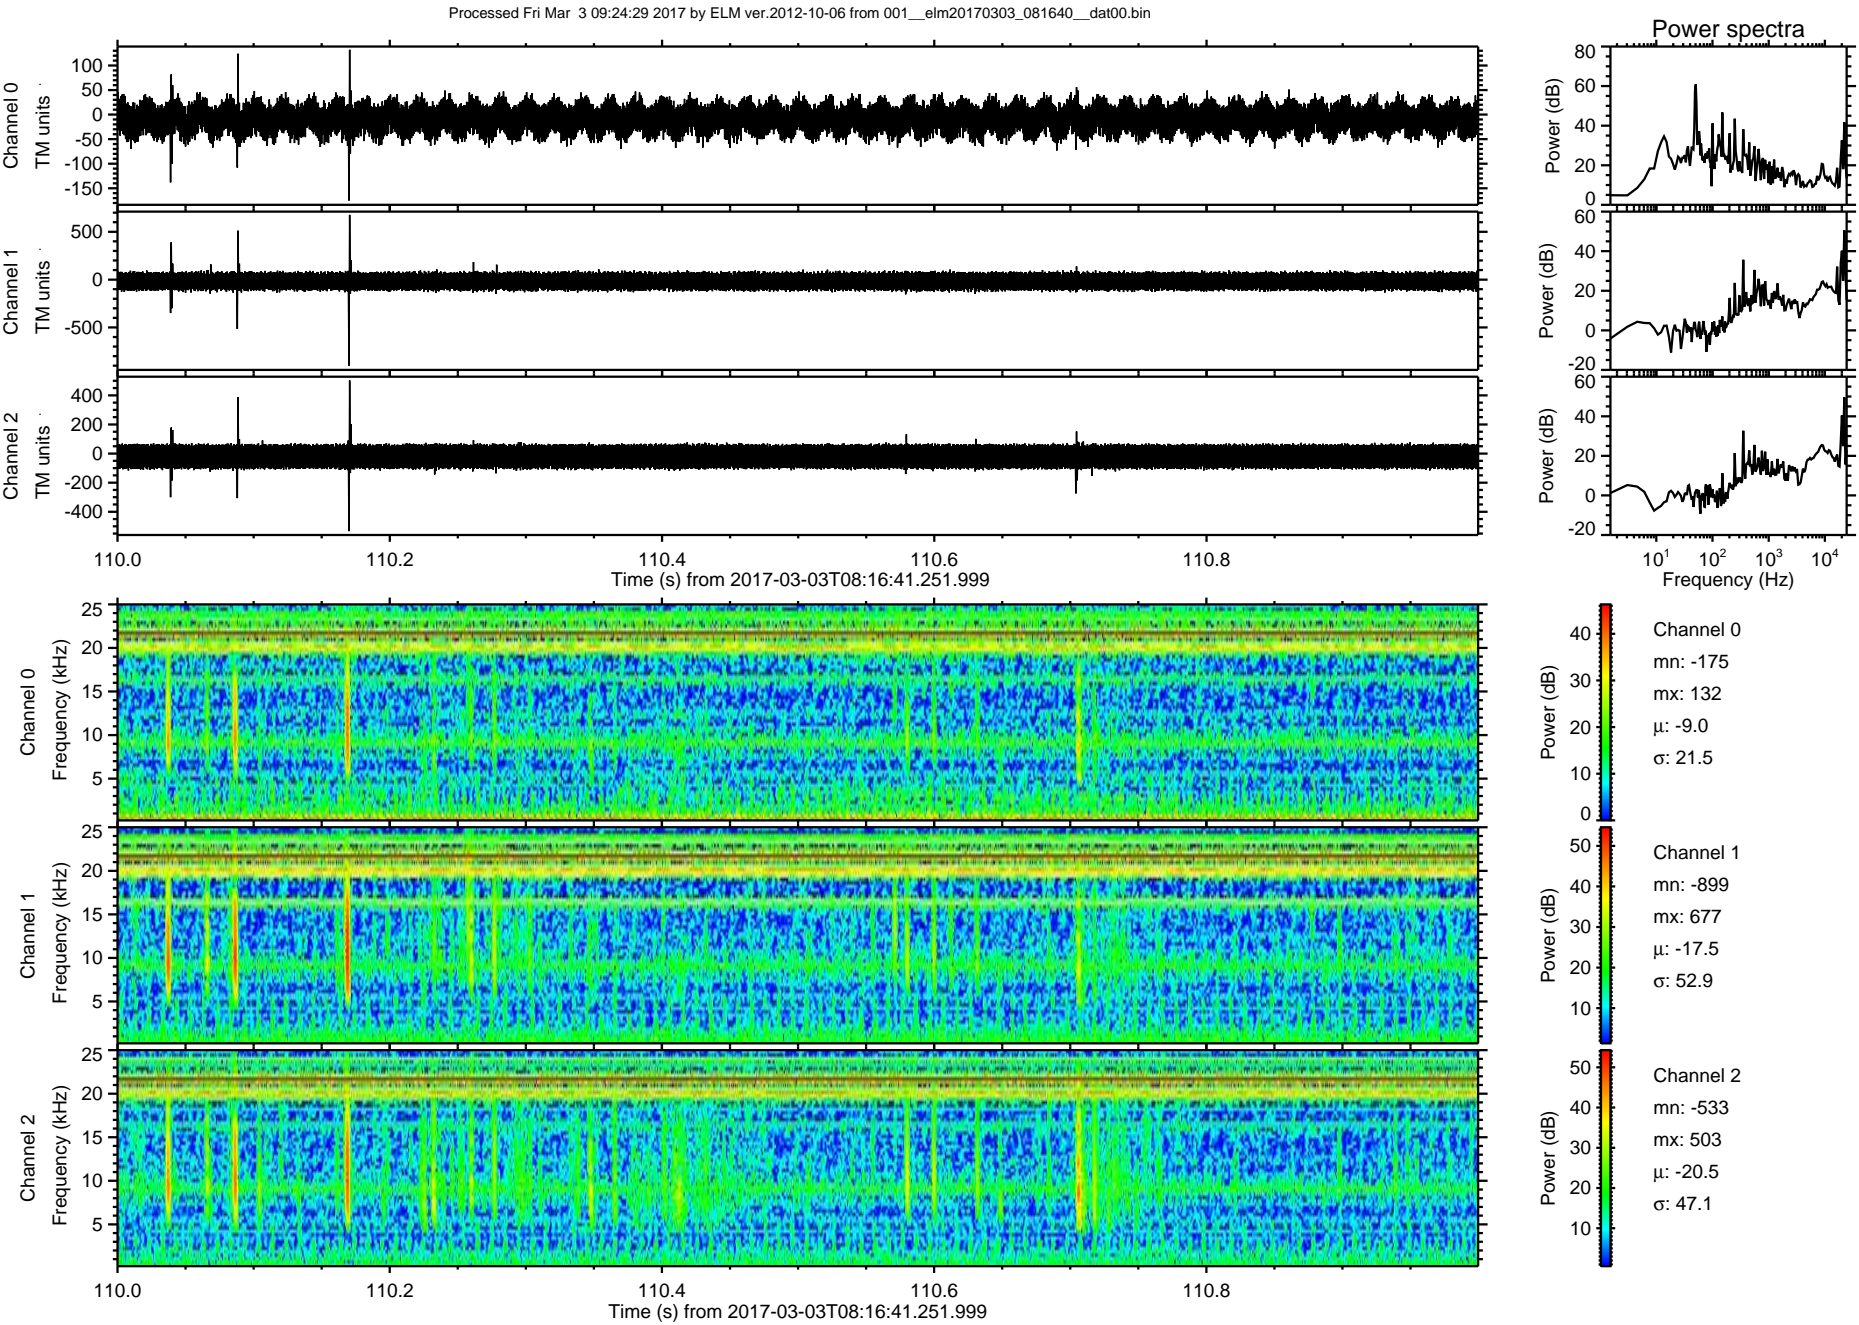 Processed Fri Mar  3 09:24:29 2017 by ELM ver.2012-10-06 from 001__elm20170303_081640__dat00.bin
Power spectra
Channel 0
TM units
100
50
0
-50
-100
-150
Power (dB)
80
60
40
20
0
Channel 1
TM units
500
0
-500
Power (dB)
60
40
20
0
-20
Channel 2
TM units
400
200
0
-200
-400
Power (dB)
60
40
20
0
-20
110.0 110.2 110.4 110.6 110.8
Time (s) from 2017-03-03T08:16:41.251.999
10^1 10^2 10^3 10^4
Frequency (Hz)
Channel 0
Frequency (kHz)
25
20
15
10
5
Power (dB)
40
30
20
10
0
Channel 0
mn: -175
mx: 132
µ: -9.0
σ: 21.5
Channel 1
Frequency (kHz)
25
20
15
10
5
Power (dB)
50
40
30
20
10
Channel 1
mn: -899
mx: 677
µ: -17.5
σ: 52.9
Channel 2
Frequency (kHz)
25
20
15
10
5
Power (dB)
50
40
30
20
10
Channel 2
mn: -533
mx: 503
µ: -20.5
σ: 47.1
110.0 110.2 110.4 110.6 110.8
Time (s) from 2017-03-03T08:16:41.251.999